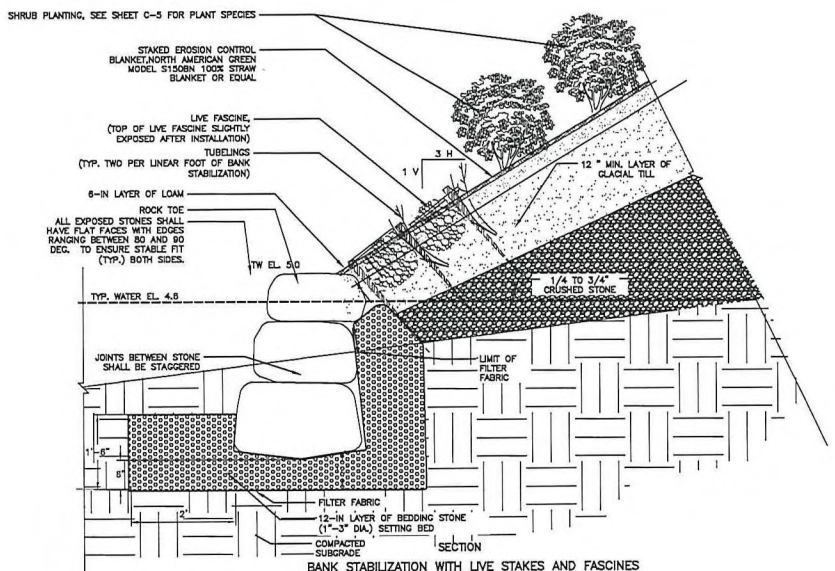 SHRUB PLANTING, SEE SHEET C-5 FOR PLANT SPECIES
STAKED EROSION CONTROL
BLANKET,NORTH AMERICAN GREEN
MODEL S150BN 100% STRAW
BLANKET OR EQUAL
LIVE FASCINE,
(TOP OF LIVE FASCINE SLIGHTLY
EXPOSED AFTER INSTALLATION)
TUBELINGS
(TYP. TWO PER LINEAR FOOT OF BANK
STABILIZATION)
3 H
1 V
12 " MIN. LAYER OF
GLACIAL TILL
6-IN LAYER OF LOAM
ROCK TOE
ALL EXPOSED STONES SHALL
HAVE FLAT FACES WITH EDGES
RANGING BETWEEN 80 AND 90
DEG. TO ENSURE STABLE FIT
(TYP.) BOTH SIDES.
TW EL. 5.0
1/4 TO 3/4"
CRUSHED STONE
TYP. WATER EL. 4.6
JOINTS BETWEEN STONE
SHALL BE STAGGERED
LIMIT OF
FILTER
FABRIC
1'-6"
6"
2'
FILTER FABRIC
12-IN LAYER OF BEDDING STONE
(1"-3" DIA.) SETTING BED
COMPACTED
SUBGRADE
SECTION
BANK STABILIZATION WITH LIVE STAKES AND FASCINES